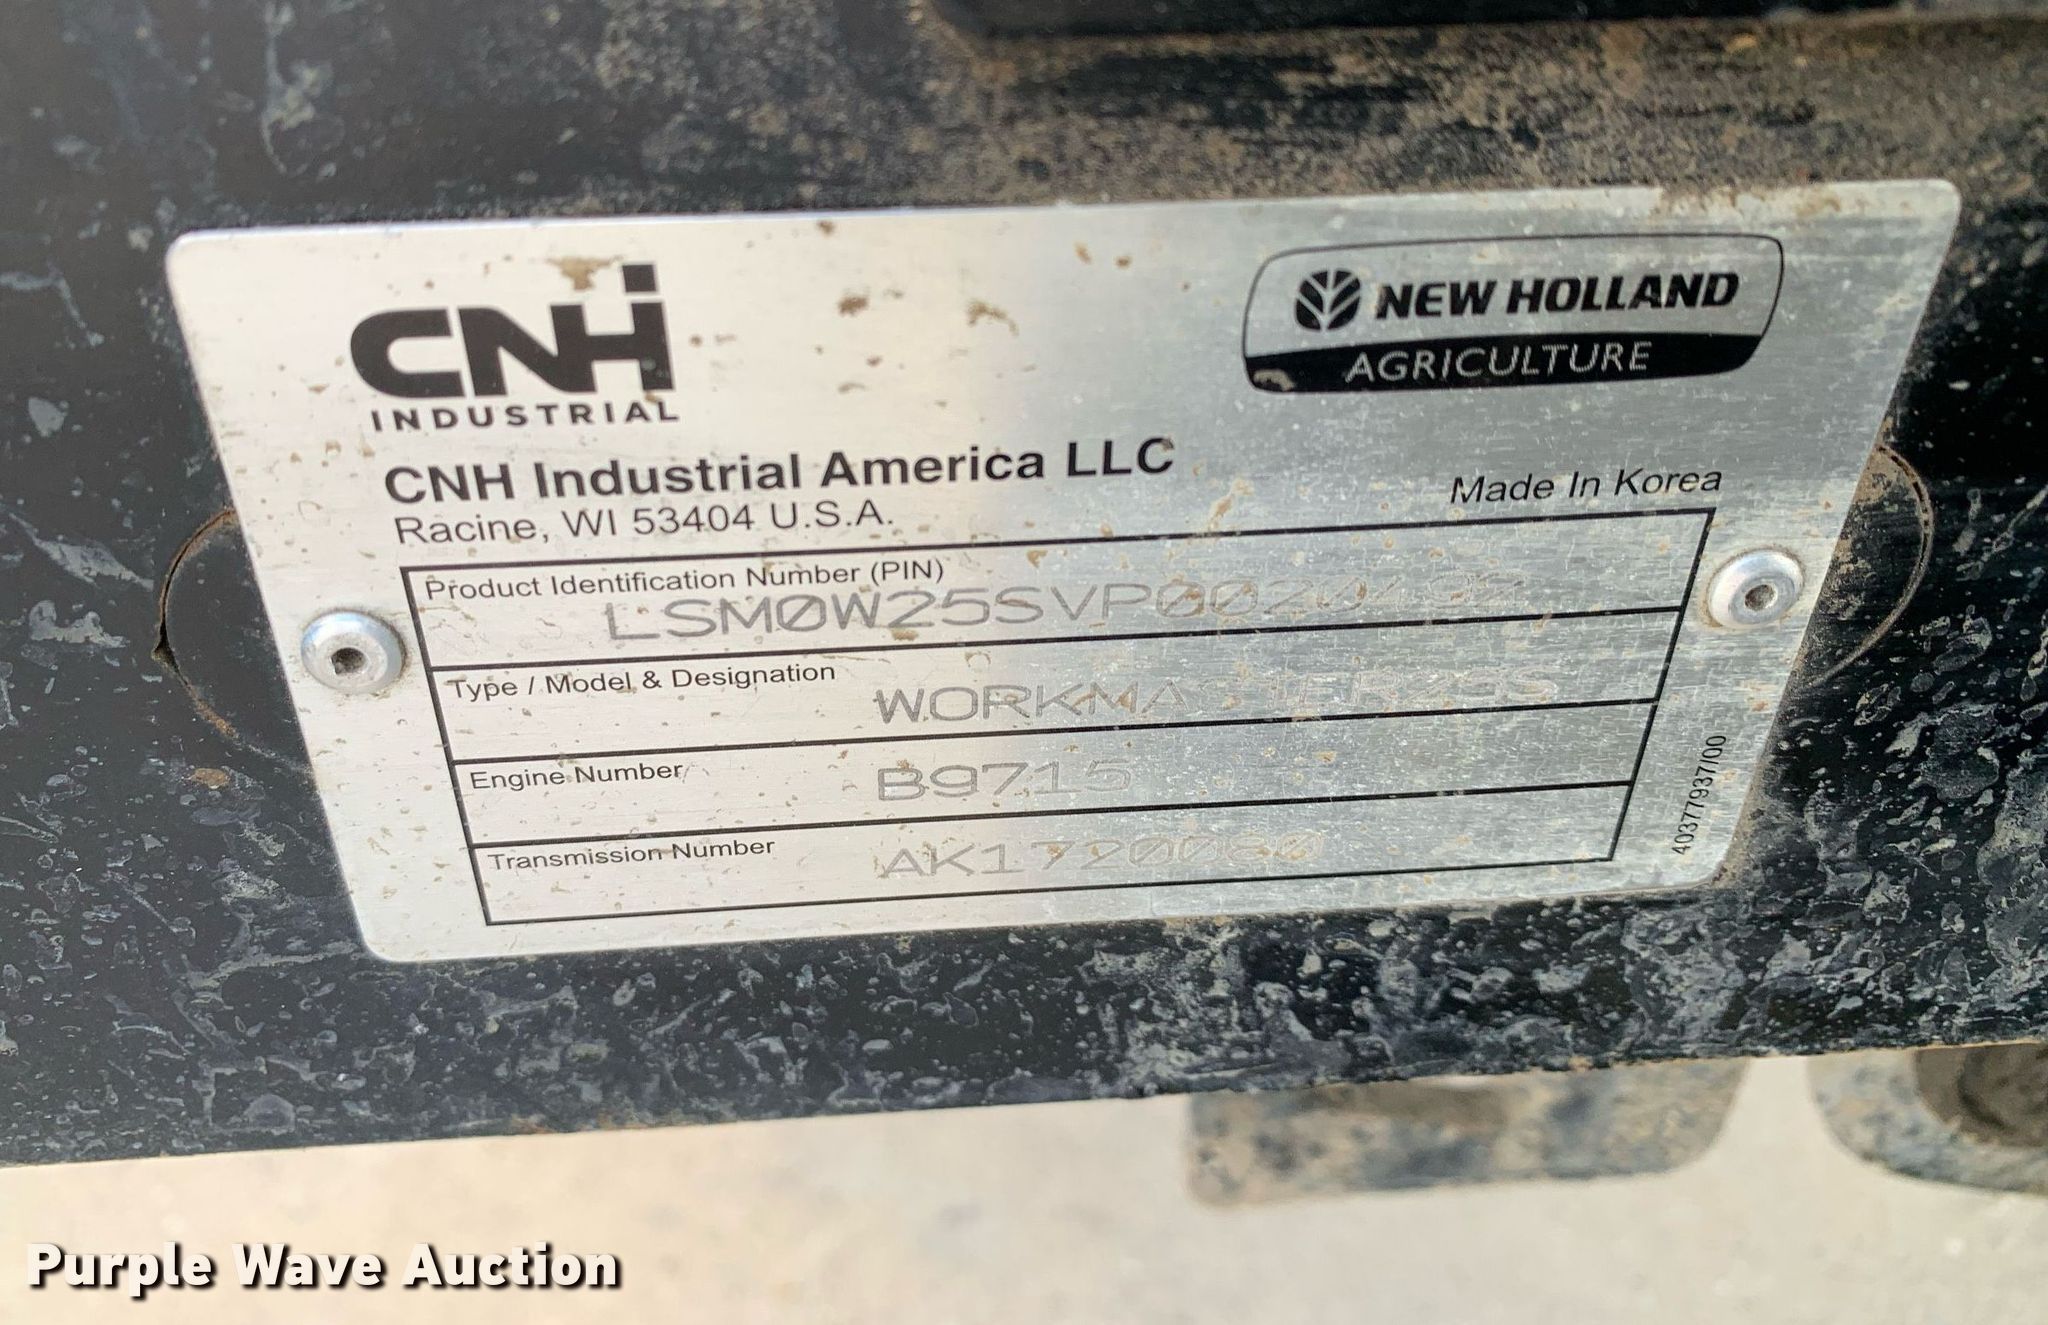 CNH
INDUSTRIAL
NEW HOLLAND
AGRICULTURE
CNH Industrial America LLC
Racine, WI 53404 U.S.A.
Made In Korea
Product Identification Number (PIN)
Type / Model & Designation
Engine Number
B9715
Transmission Number
40377937/00
Purple Wave Auction